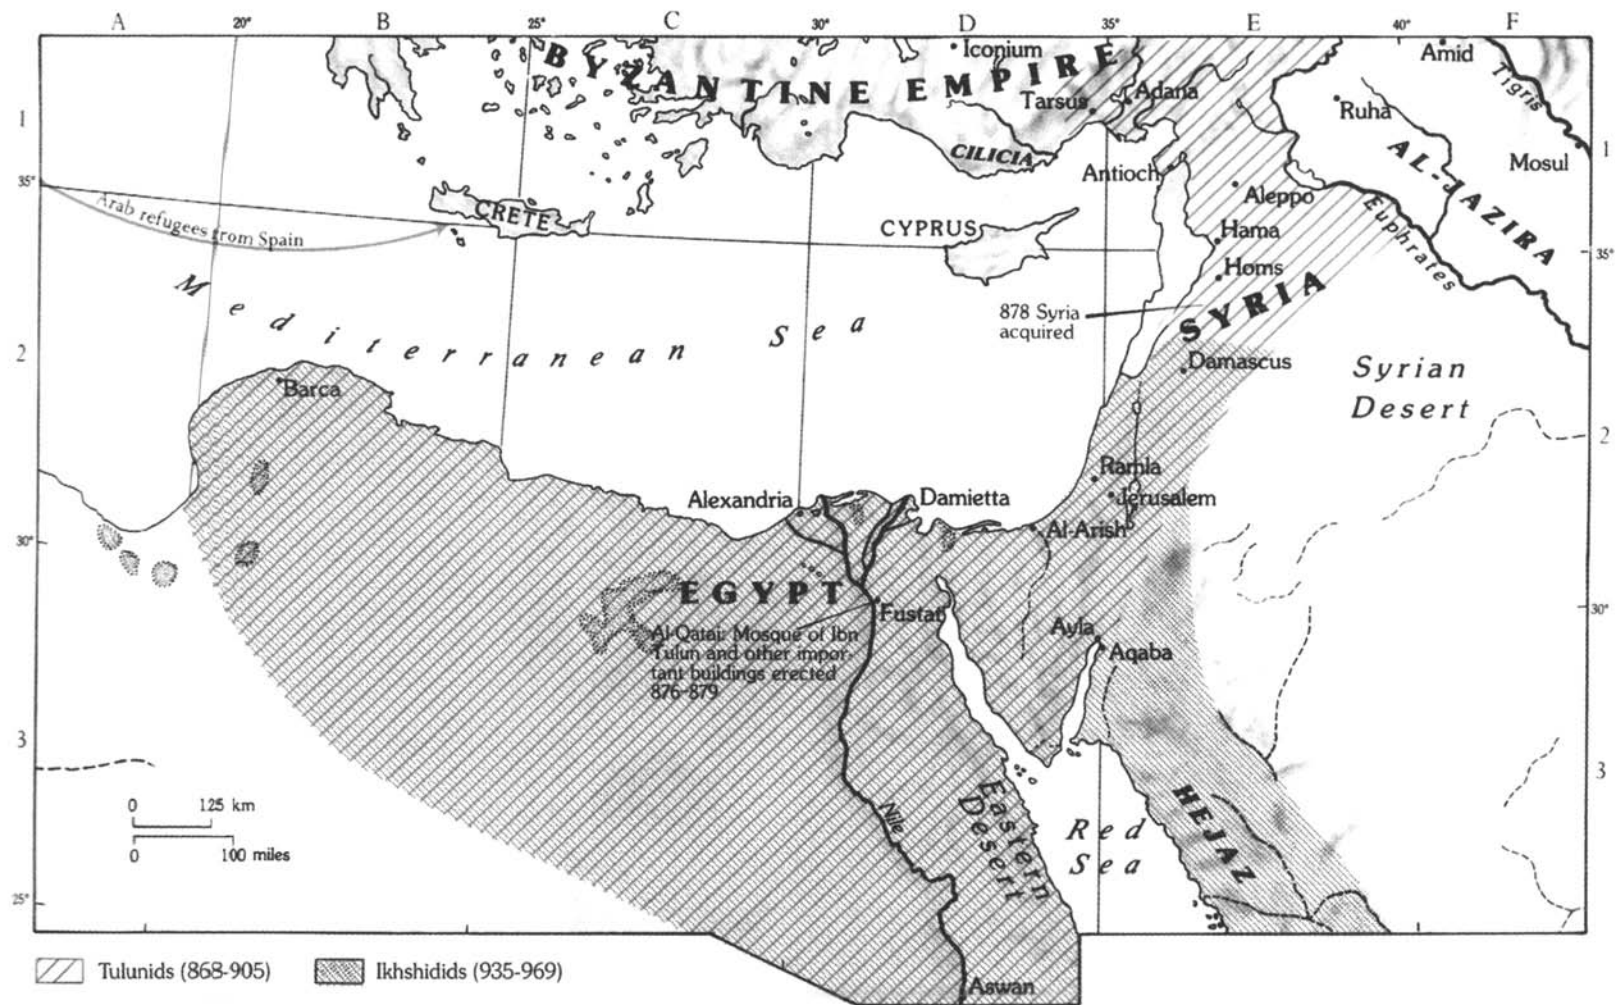 A B C D E F
20° 25° 30° 35° 40°
BYZANTINE EMPIRE
Iconium
Tarsus
Adana
Amid
Tigris
Ruha
Mosul
1
1
CILICIA
Antioch
Aleppo
AL-JAZIRA
35°
Arab refugees from Spain
CRETE
CYPRUS
Hama
Euphrates
35°
Homs
Mediterranean Sea
878 Syria
acquired
SYRIA
2
Damascus
Syrian
Desert
Barca
2
Ramla
Jerusalem
Alexandria
Damietta
Al-Arish
30°
EGYPT
Fustat
30°
Al-Qatai: Mosque of Ibn
Tulun and other impor-
tant buildings erected
876-879
Ayla
Aqaba
3
3
0 125 km
0 100 miles
Nile
Eastern
Desert
Red
Sea
HEJAZ
25°
Tulunids (868-905)
Ikhshidids (935-969)
Aswan